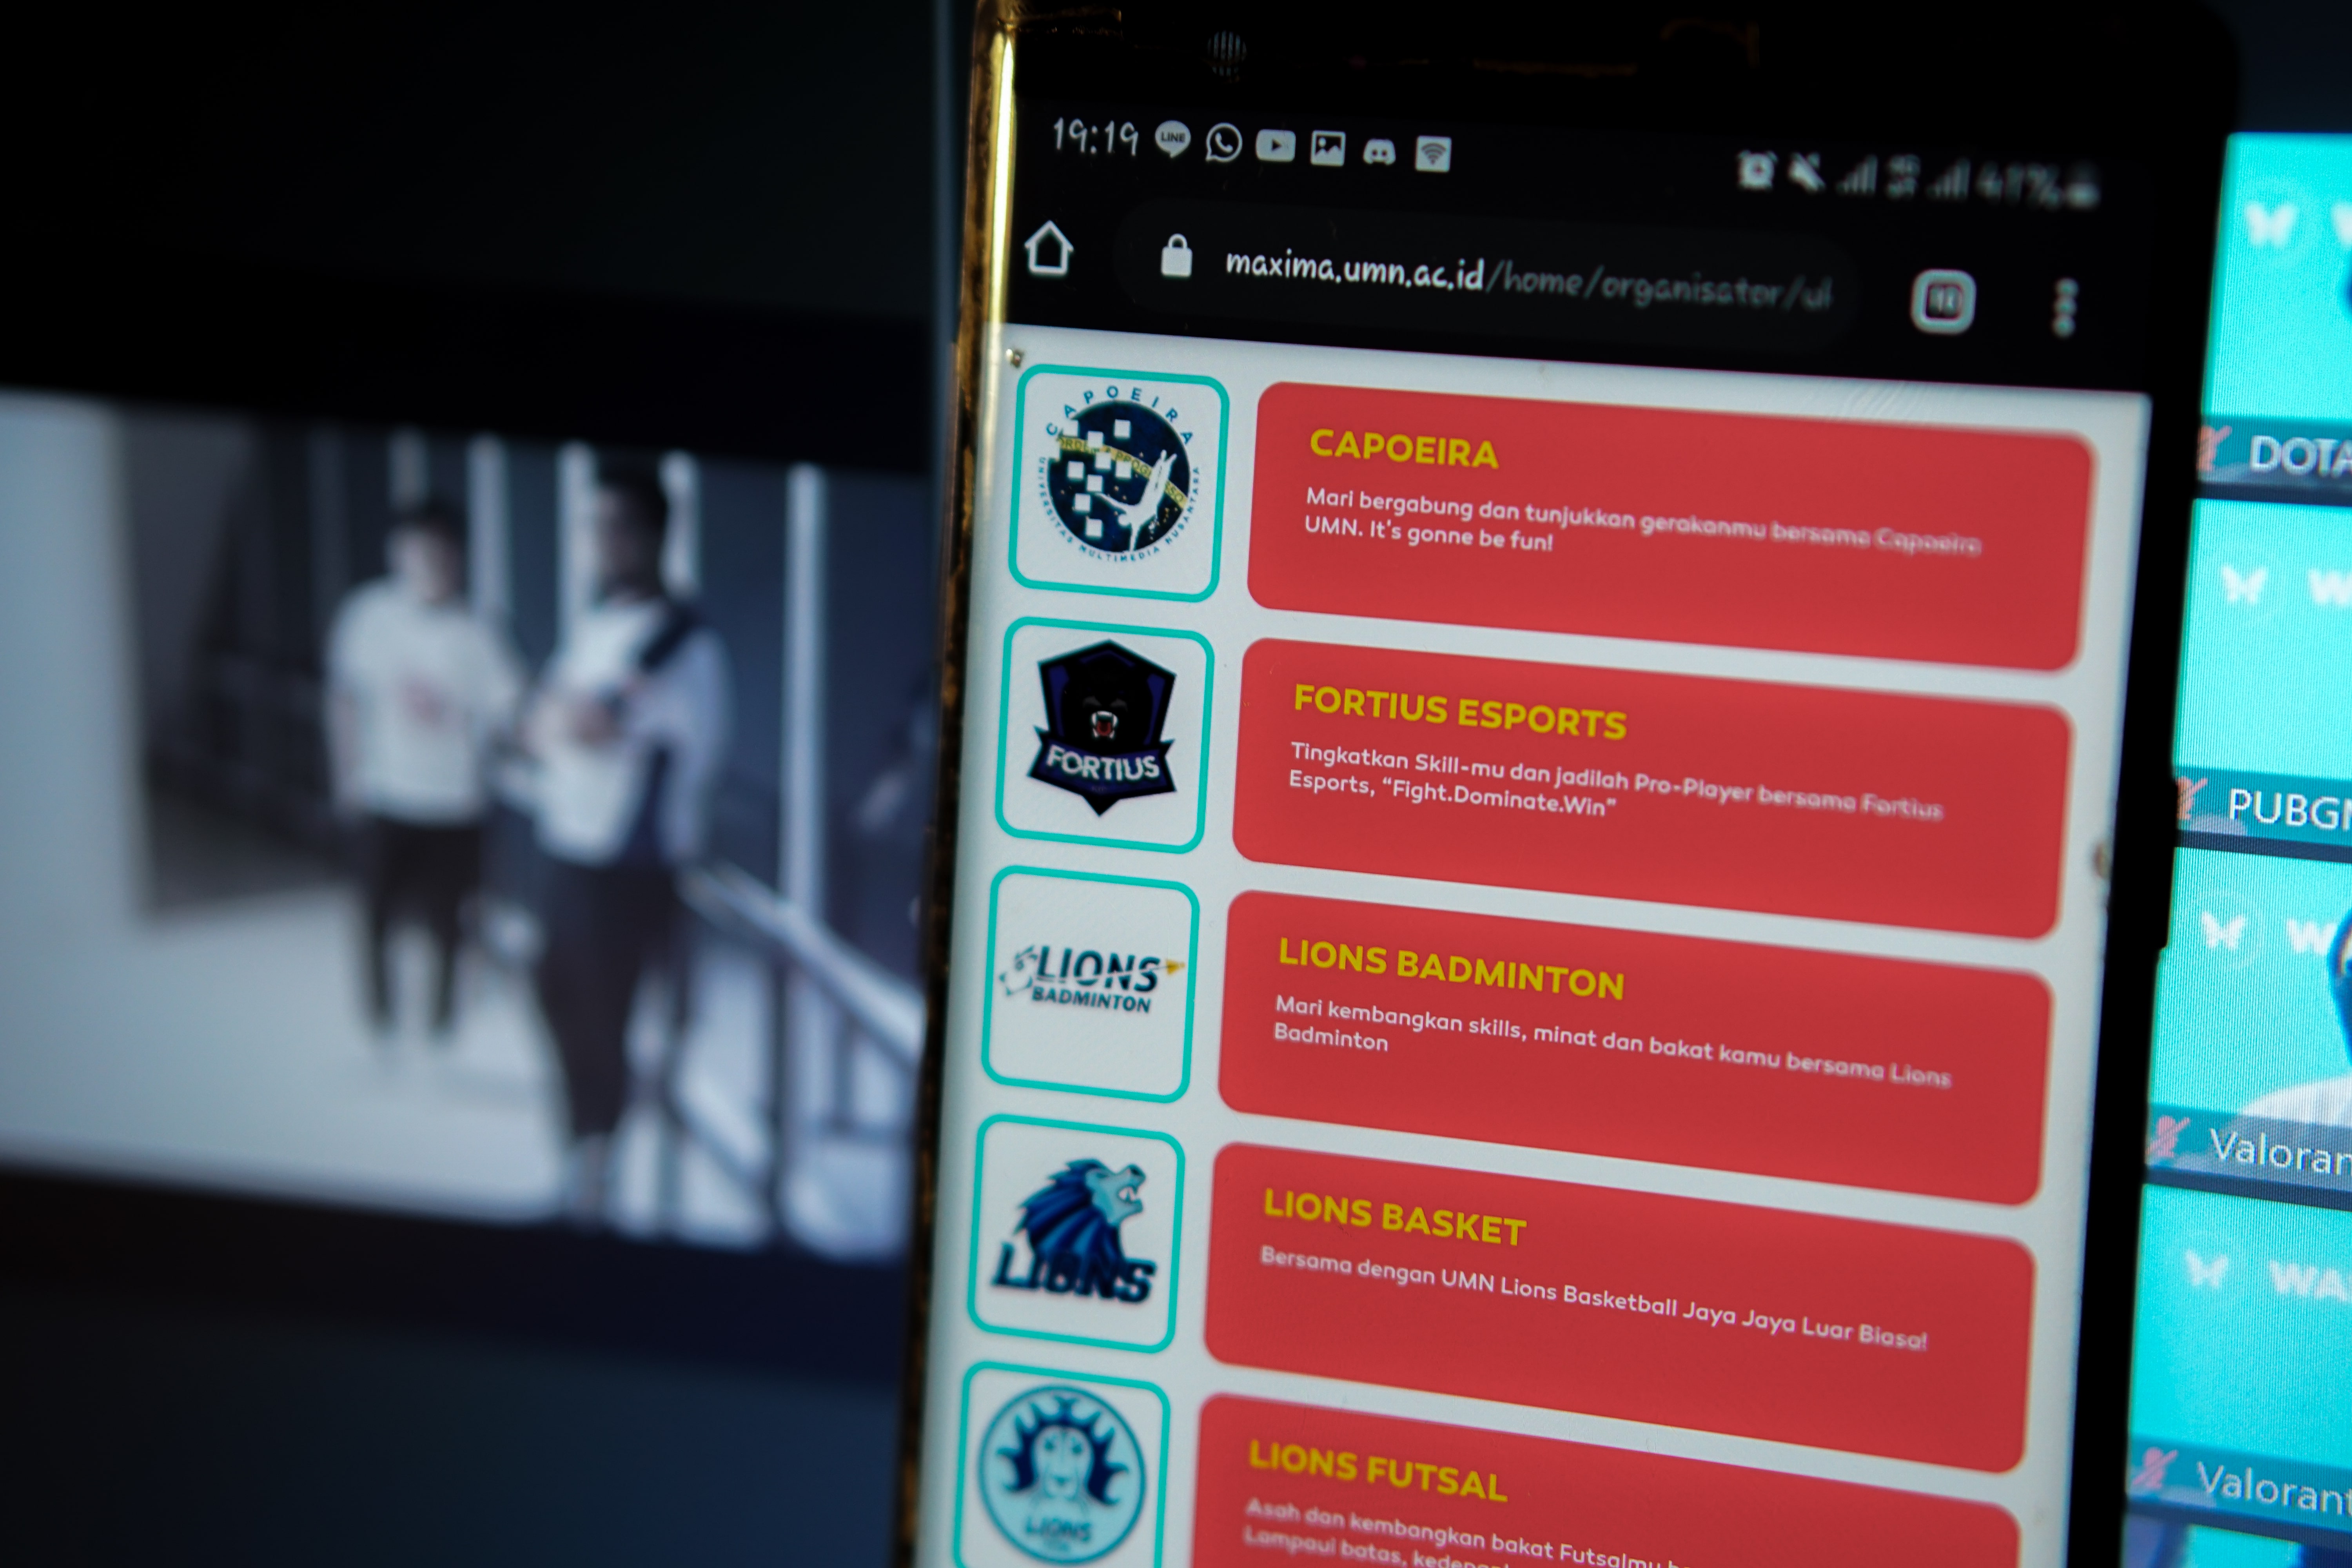 19:19 LINE
maxima.umn.ac.id/home/organisator/u
CAPOEIRA
UNIVERSITAS MULTIMEDIA NUSANTARA
CAPOEIRA
Mari bergabung dan tunjukkan gerakanmu bersama Capoeira
UMN. It's gonne be fun!
FORTIUS
FORTIUS ESPORTS
Tingkatkan Skill-mu dan jadilah Pro-Player bersama Fortius
Esports, “Fight.Dominate.Win”
LIONS
BADMINTON
LIONS BADMINTON
Mari kembangkan skills, minat dan bakat kamu bersama Lions
Badminton
LIONS
LIONS BASKET
Bersama dengan UMN Lions Basketball Jaya Jaya Luar Biasa!
LIONS
LIONS FUTSAL
Asah dan kembangkan bakat Futsalmu
Lampaui batas,
DOTA
PUBG
Valoran
WA
Valorant